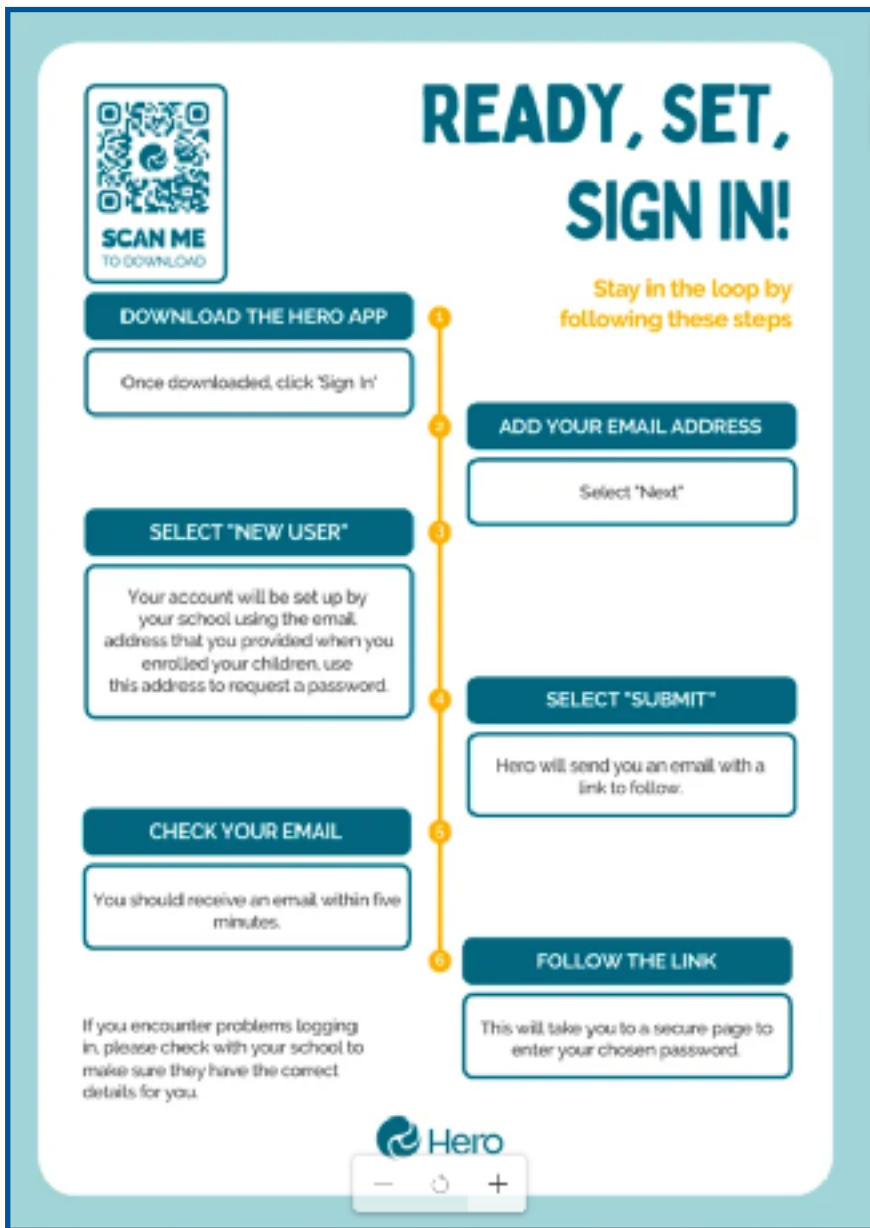 READY, SET,
SIGN IN!
SCAN ME
TO DOWNLOAD
Stay in the loop by
following these steps
1
DOWNLOAD THE HERO APP
Once downloaded, click 'Sign In'
2
ADD YOUR EMAIL ADDRESS
Select "Next"
3
SELECT "NEW USER"
Your account will be set up by
your school using the email
address that you provided when you
enrolled your children, use
this address to request a password.
4
SELECT "SUBMIT"
Hero will send you an email with a
link to follow.
5
CHECK YOUR EMAIL
You should receive an email within five
minutes.
6
FOLLOW THE LINK
This will take you to a secure page to
enter your chosen password.
If you encounter problems logging
in, please check with your school to
make sure they have the correct
details for you.
Hero